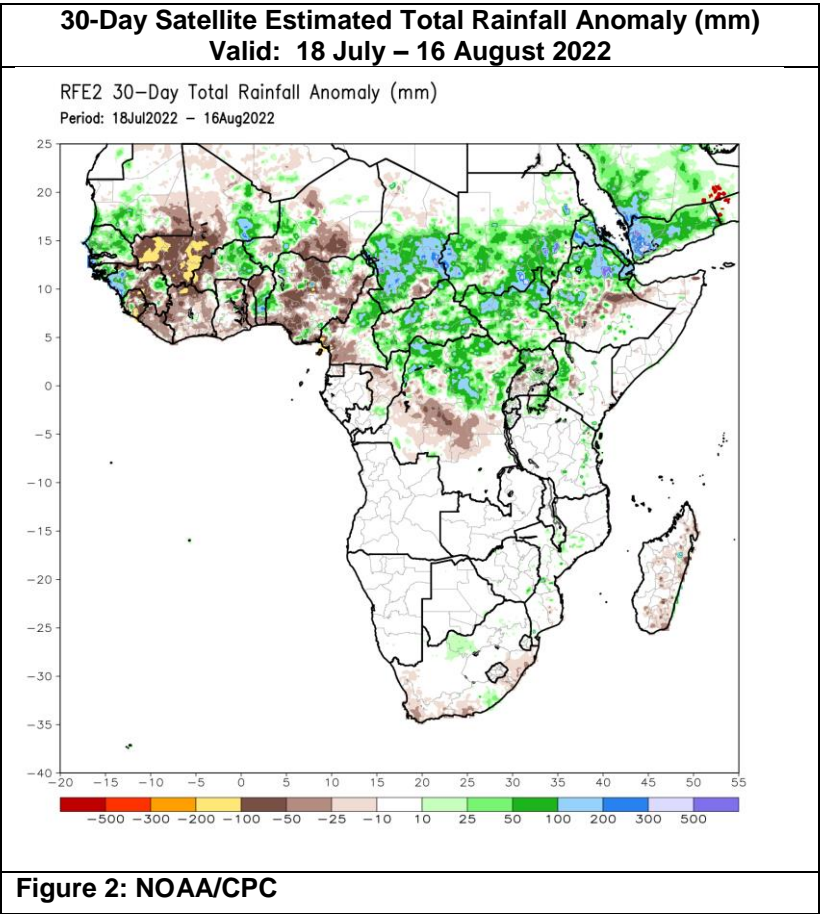 30-Day Satellite Estimated Total Rainfall Anomaly (mm)
Valid: 18 July – 16 August 2022
RFE2 30-Day Total Rainfall Anomaly (mm)
Period: 18Jul2022 – 16Aug2022
25
20
15
10
5
0
-5
-10
-15
-20
-25
-30
-35
-40
-20 -15 -10 -5 0 5 10 15 20 25 30 35 40 45 50 55
-500 -300 -200 -100 -50 -25 -10 10 25 50 100 200 300 500
Figure 2: NOAA/CPC